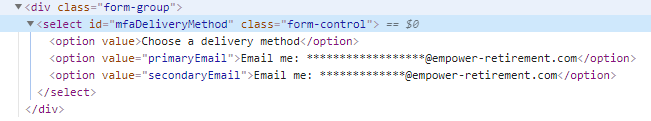 ▼<div class="form-group">
▼<select id="mfaDeliveryMethod" class="form-control"> == $0
<option value>Choose a delivery method</option>
<option value="primaryEmail">Email me: ******************@empower-retirement.com</option>
<option value="secondaryEmail">Email me: *************@empower-retirement.com</option>
</select>
</div>